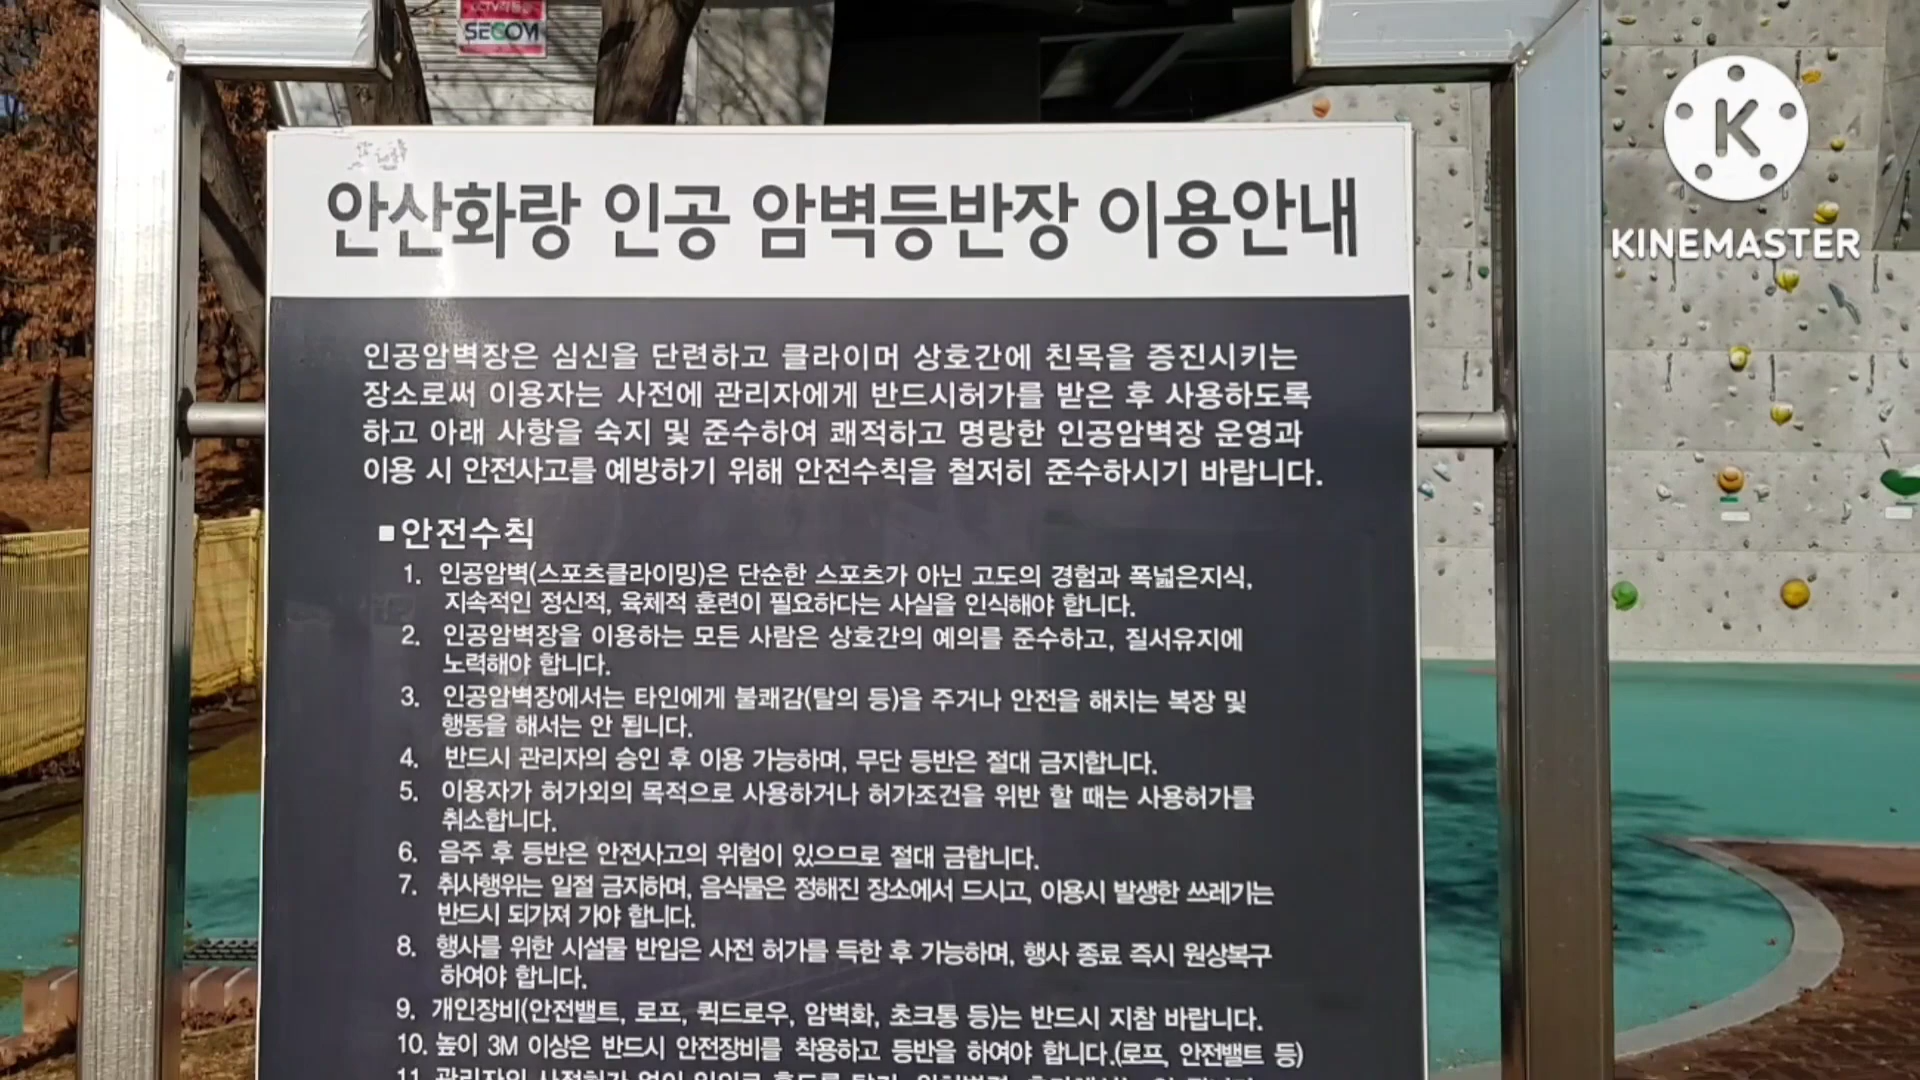 SECOM
K
KINEMASTER
안산화랑 인공 암벽등반장 이용안내
인공암벽장은 심신을 단련하고 클라이머 상호간에 친목을 증진시키는
장소로써 이용자는 사전에 관리자에게 반드시허가를 받은 후 사용하도록
하고 아래 사항을 숙지 및 준수하여 쾌적하고 명랑한 인공암벽장 운영과
이용 시 안전사고를 예방하기 위해 안전수칙을 철저히 준수하시기 바랍니다.
■안전수칙
1. 인공암벽(스포츠클라이밍)은 단순한 스포츠가 아닌 고도의 경험과 폭넓은지식,
지속적인 정신적, 육체적 훈련이 필요하다는 사실을 인식해야 합니다.
2. 인공암벽장을 이용하는 모든 사람은 상호간의 예의를 준수하고, 질서유지에
노력해야 합니다.
3. 인공암벽장에서는 타인에게 불쾌감(탈의 등)을 주거나 안전을 해치는 복장 및
행동을 해서는 안 됩니다.
4. 반드시 관리자의 승인 후 이용 가능하며, 무단 등반은 절대 금지합니다.
5. 이용자가 허가외의 목적으로 사용하거나 허가조건을 위반 할 때는 사용허가를
취소합니다.
6. 음주 후 등반은 안전사고의 위험이 있으므로 절대 금합니다.
7. 취사행위는 일절 금지하며, 음식물은 정해진 장소에서 드시고, 이용시 발생한 쓰레기는
반드시 되가져 가야 합니다.
8. 행사를 위한 시설물 반입은 사전 허가를 득한 후 가능하며, 행사 종료 즉시 원상복구
하여야 합니다.
9. 개인장비(안전밸트, 로프, 퀵드로우, 암벽화, 초크통 등)는 반드시 지참 바랍니다.
10. 높이 3M 이상은 반드시 안전장비를 착용하고 등반을 하여야 합니다.(로프, 안전밸트 등)
11. 관리자의 사전허가 없이